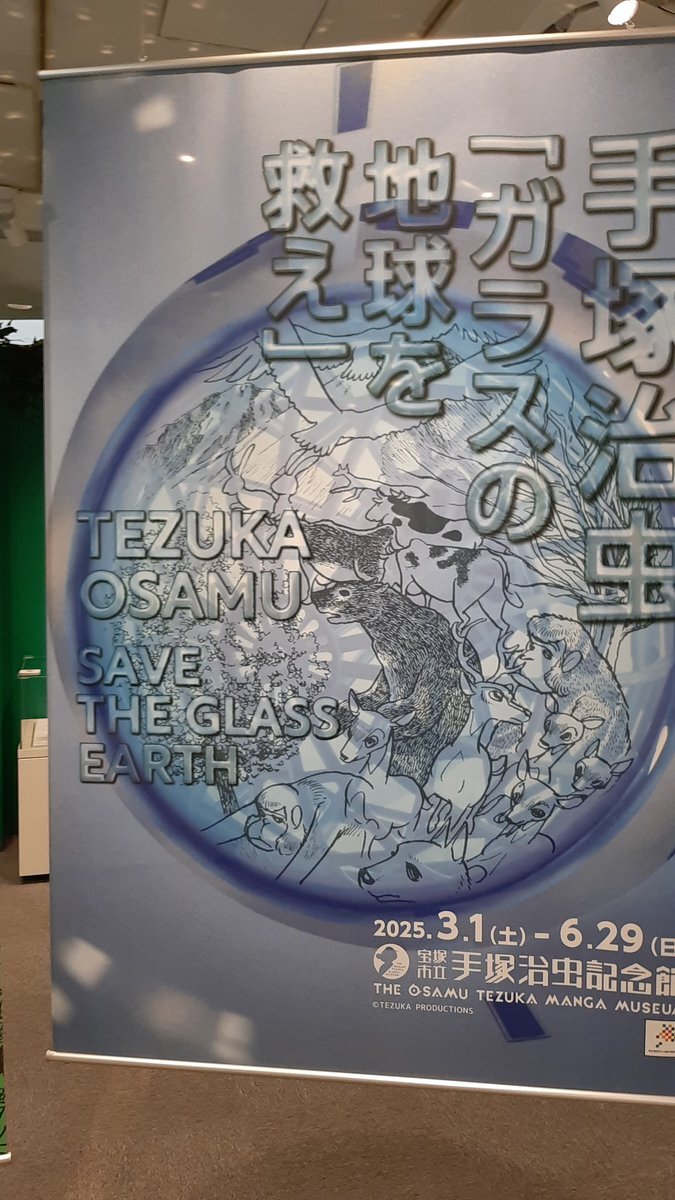 手塚治虫
「ガラスの
地球を
救え」
TEZUKA
OSAMU
SAVE
THE GLASS
EARTH
2025. 3.1 (土) – 6.29 (日
宝塚
市立 手塚治虫記念館
THE OSAMU TEZUKA MANGA MUSEU
©TEZUKA PRODUCTIONS